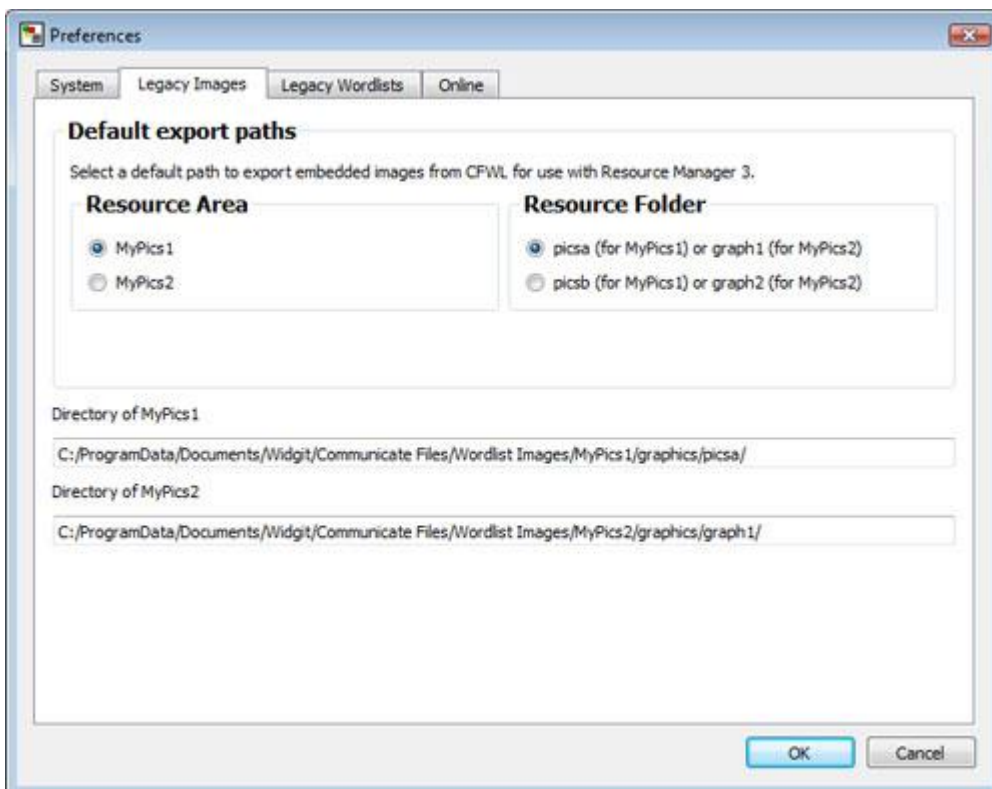 Preferences
System Legacy Images Legacy Wordlists Online
Default export paths
Select a default path to export embedded images from CFWL for use with Resource Manager 3.
Resource Area
MyPics1
MyPics2
Resource Folder
picsa (for MyPics1) or graph1 (for MyPics2)
picsb (for MyPics1) or graph2 (for MyPics2)
Directory of MyPics1
C:/ProgramData/Documents/Widgit/Communicate Files/Wordlist Images/MyPics1/graphics/picsa/
Directory of MyPics2
C:/ProgramData/Documents/Widgit/Communicate Files/Wordlist Images/MyPics2/graphics/graph1/
OK Cancel